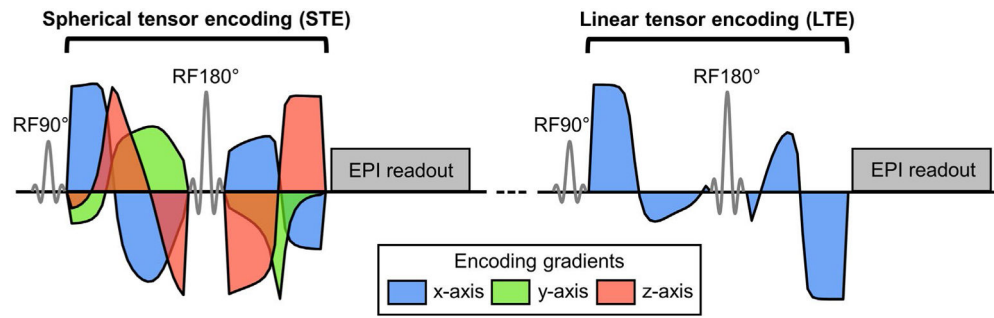 Spherical tensor encoding (STE)
Linear tensor encoding (LTE)
RF90°
RF180°
EPI readout
RF90°
RF180°
EPI readout
Encoding gradients
x-axis y-axis z-axis